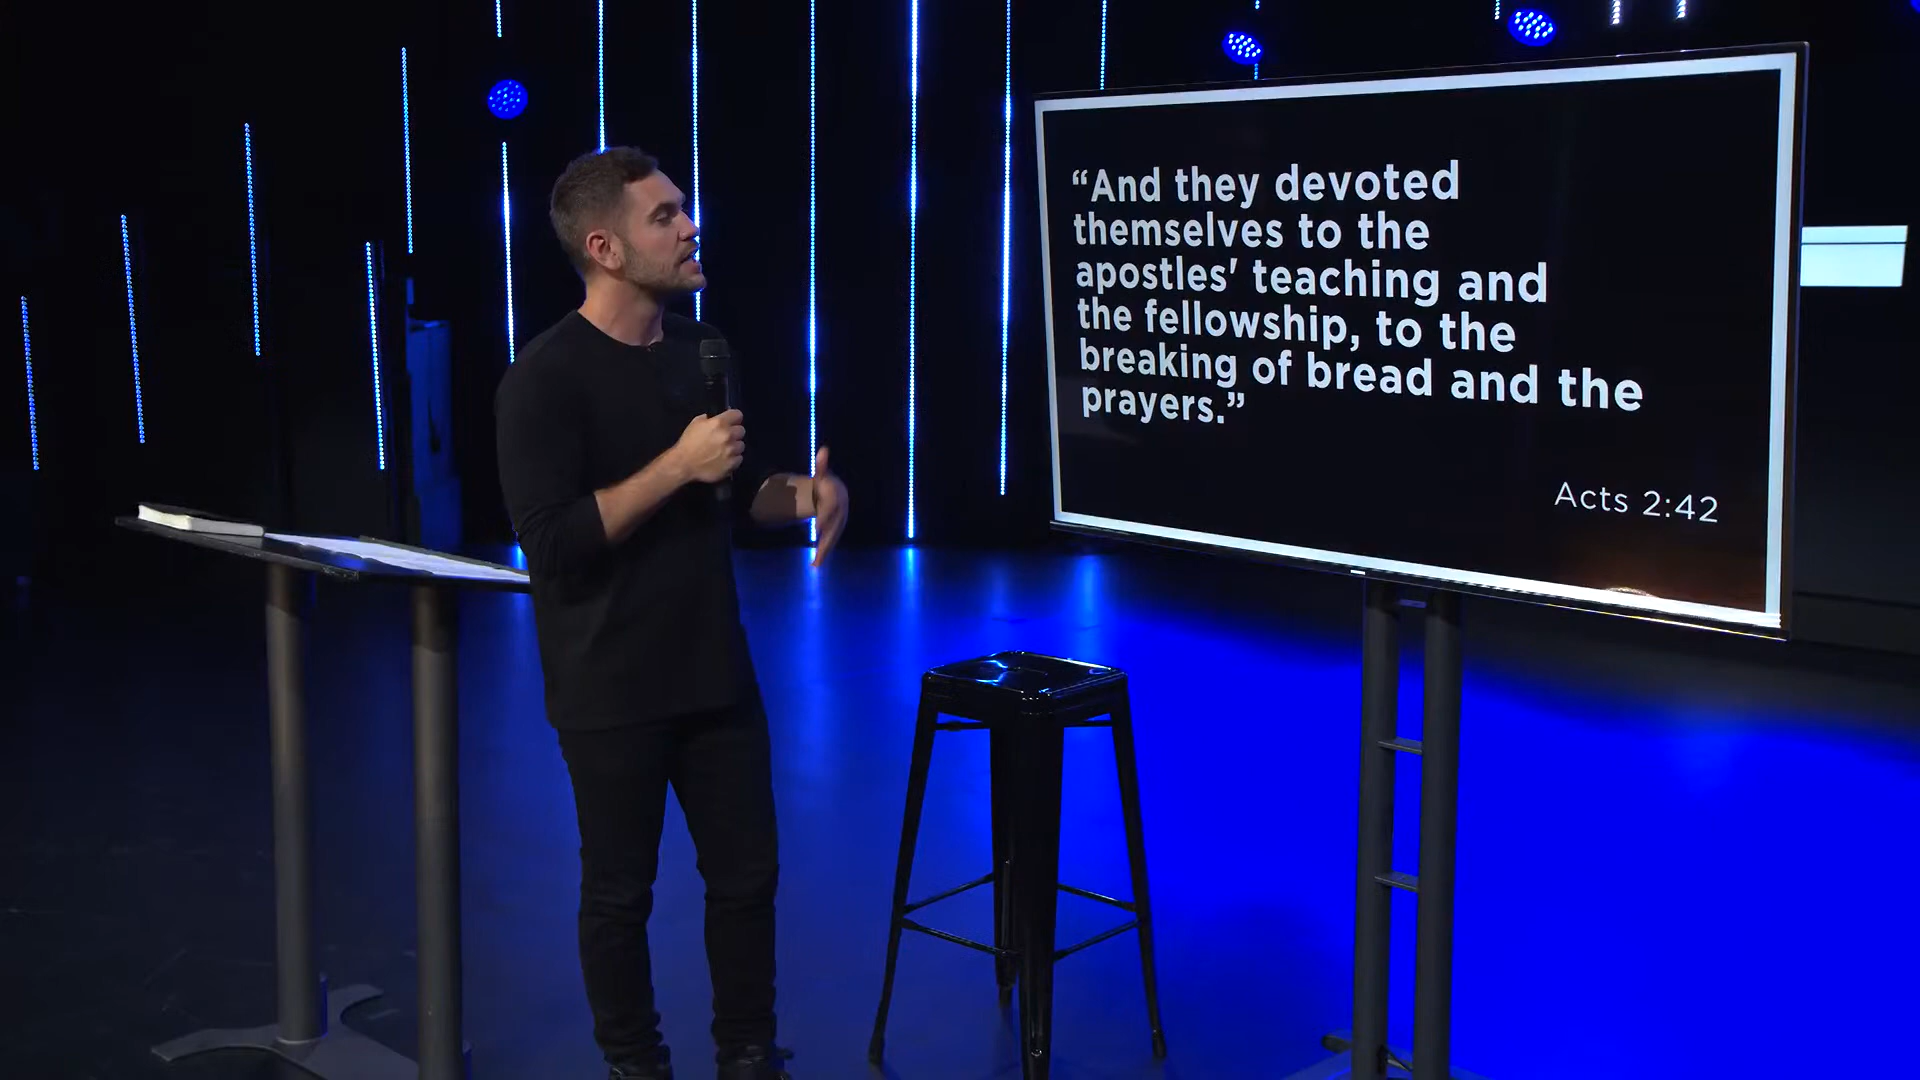 “And they devoted
themselves to the
apostles' teaching and
the fellowship, to the
breaking of bread and the
prayers.”
Acts 2:42